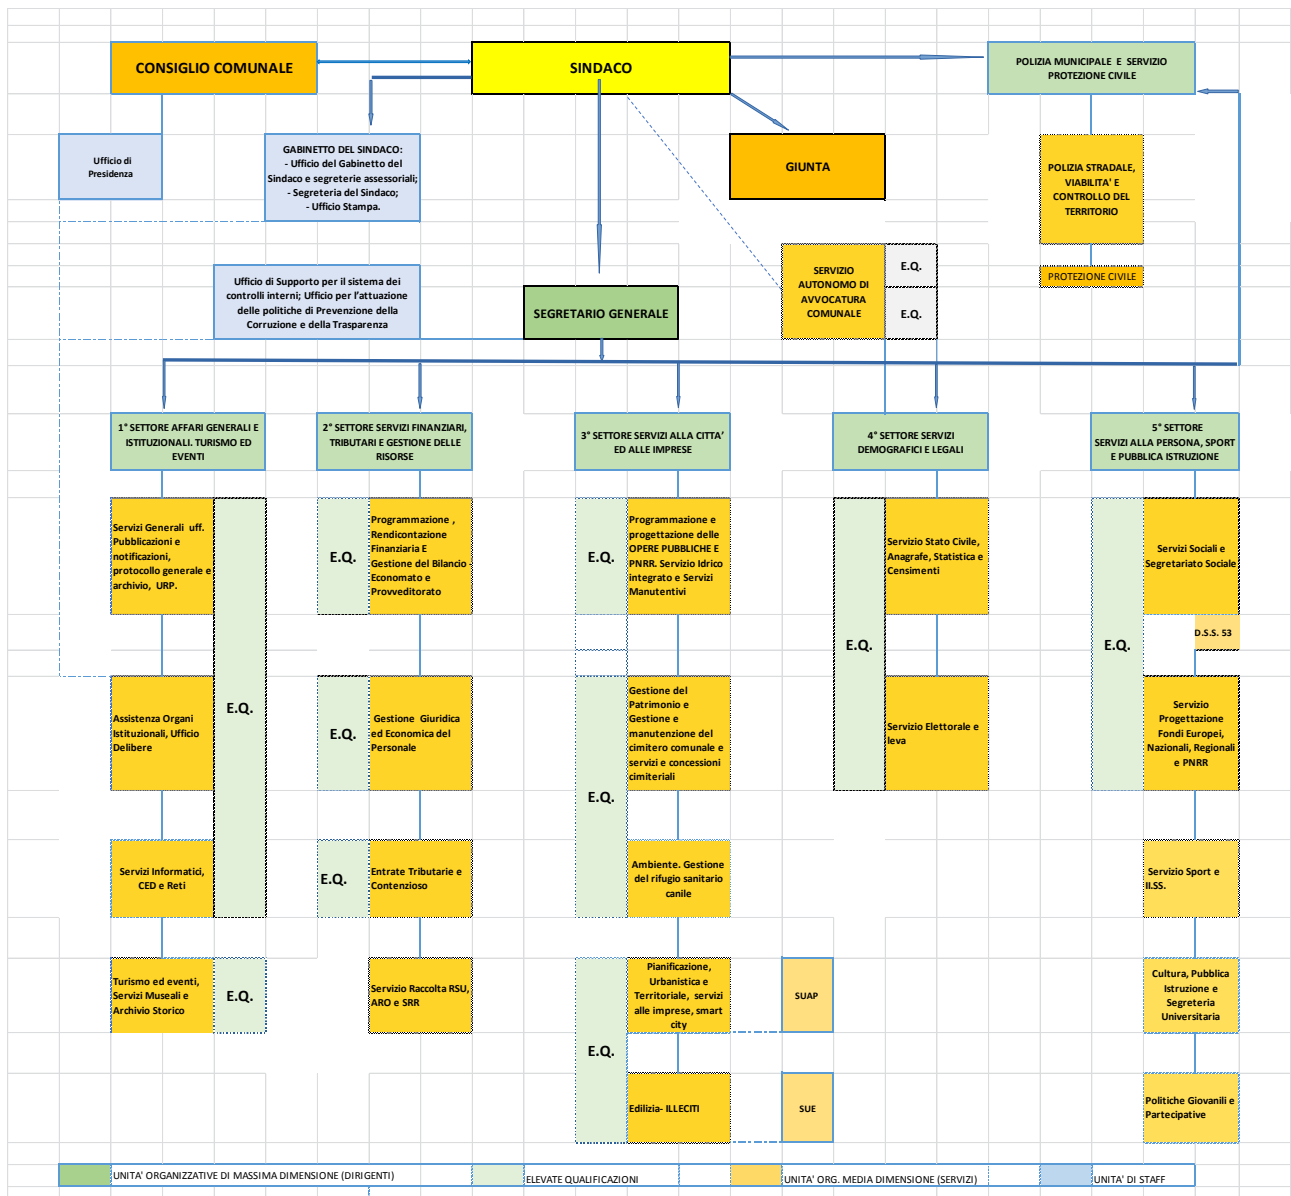 CONSIGLIO COMUNALE
SINDACO
POLIZIA MUNICIPALE E SERVIZIO
PROTEZIONE CIVILE
Ufficio di
Presidenza
GABINETTO DEL SINDACO:
- Ufficio del Gabinetto del
Sindaco e segreterie assessoriali;
- Segreteria del Sindaco;
- Ufficio Stampa.
GIUNTA
POLIZIA STRADALE,
VIABILITA' E
CONTROLLO DEL
TERRITORIO
PROTEZIONE CIVILE
Ufficio di Supporto per il sistema dei
controlli interni; Ufficio per l'attuazione
delle politiche di Prevenzione della
Corruzione e della Trasparenza
SEGRETARIO GENERALE
SERVIZIO
AUTONOMO DI
AVVOCATURA
COMUNALE
E.Q.
E.Q.
1° SETTORE AFFARI GENERALI E
ISTITUZIONALI. TURISMO ED
EVENTI
2° SETTORE SERVIZI FINANZIARI,
TRIBUTARI E GESTIONE DELLE
RISORSE
3° SETTORE SERVIZI ALLA CITTA'
ED ALLE IMPRESE
4° SETTORE SERVIZI
DEMOGRAFICI E LEGALI
5° SETTORE
SERVIZI ALLA PERSONA, SPORT
E PUBBLICA ISTRUZIONE
Servizi Generali uff.
Pubblicazioni e
notificazioni,
protocollo generale e
archivio, URP.
E.Q.
Assistenza Organi
Istituzionali, Ufficio
Delibere
Servizi Informatici,
CED e Reti
Turismo ed eventi,
Servizi Museali e
Archivio Storico
E.Q.
E.Q.
Programmazione ,
Rendicontazione
Finanziaria E
Gestione del Bilancio -
Economato e
Provveditorato
E.Q.
Gestione Giuridica
ed Economica del
Personale
E.Q.
Entrate Tributarie e
Contenzioso
Servizio Raccolta RSU,
ARO e SRR
E.Q.
Programmazione e
progettazione delle
OPERE PUBBLICHE E
PNRR. Servizio Idrico
integrato e Servizi
Manutentivi
E.Q.
Gestione del
Patrimonio e
Gestione e
manutenzione del
cimitero comunale e
servizi e concessioni
cimiteriali
Ambiente. Gestione
del rifugio sanitario
canile
E.Q.
Pianificazione,
Urbanistica e
Territoriale, servizi
alle imprese, smart
city
SUAP
Edilizia- ILLECITI
SUE
E.Q.
Servizio Stato Civile,
Anagrafe, Statistica e
Censimenti
Servizio Elettorale e
leva
E.Q.
Servizi Sociali e
Segretariato Sociale
D.S.S. 53
Servizio
Progettazione
Fondi Europei,
Nazionali, Regionali
e PNRR
Servizio Sport e
II.SS.
Cultura, Pubblica
Istruzione e
Segreteria
Universitaria
Politiche Giovanili e
Partecipative
UNITA' ORGANIZZATIVE DI MASSIMA DIMENSIONE (DIRIGENTI)
ELEVATE QUALIFICAZIONI
UNITA' ORG. MEDIA DIMENSIONE (SERVIZI)
UNITA' DI STAFF